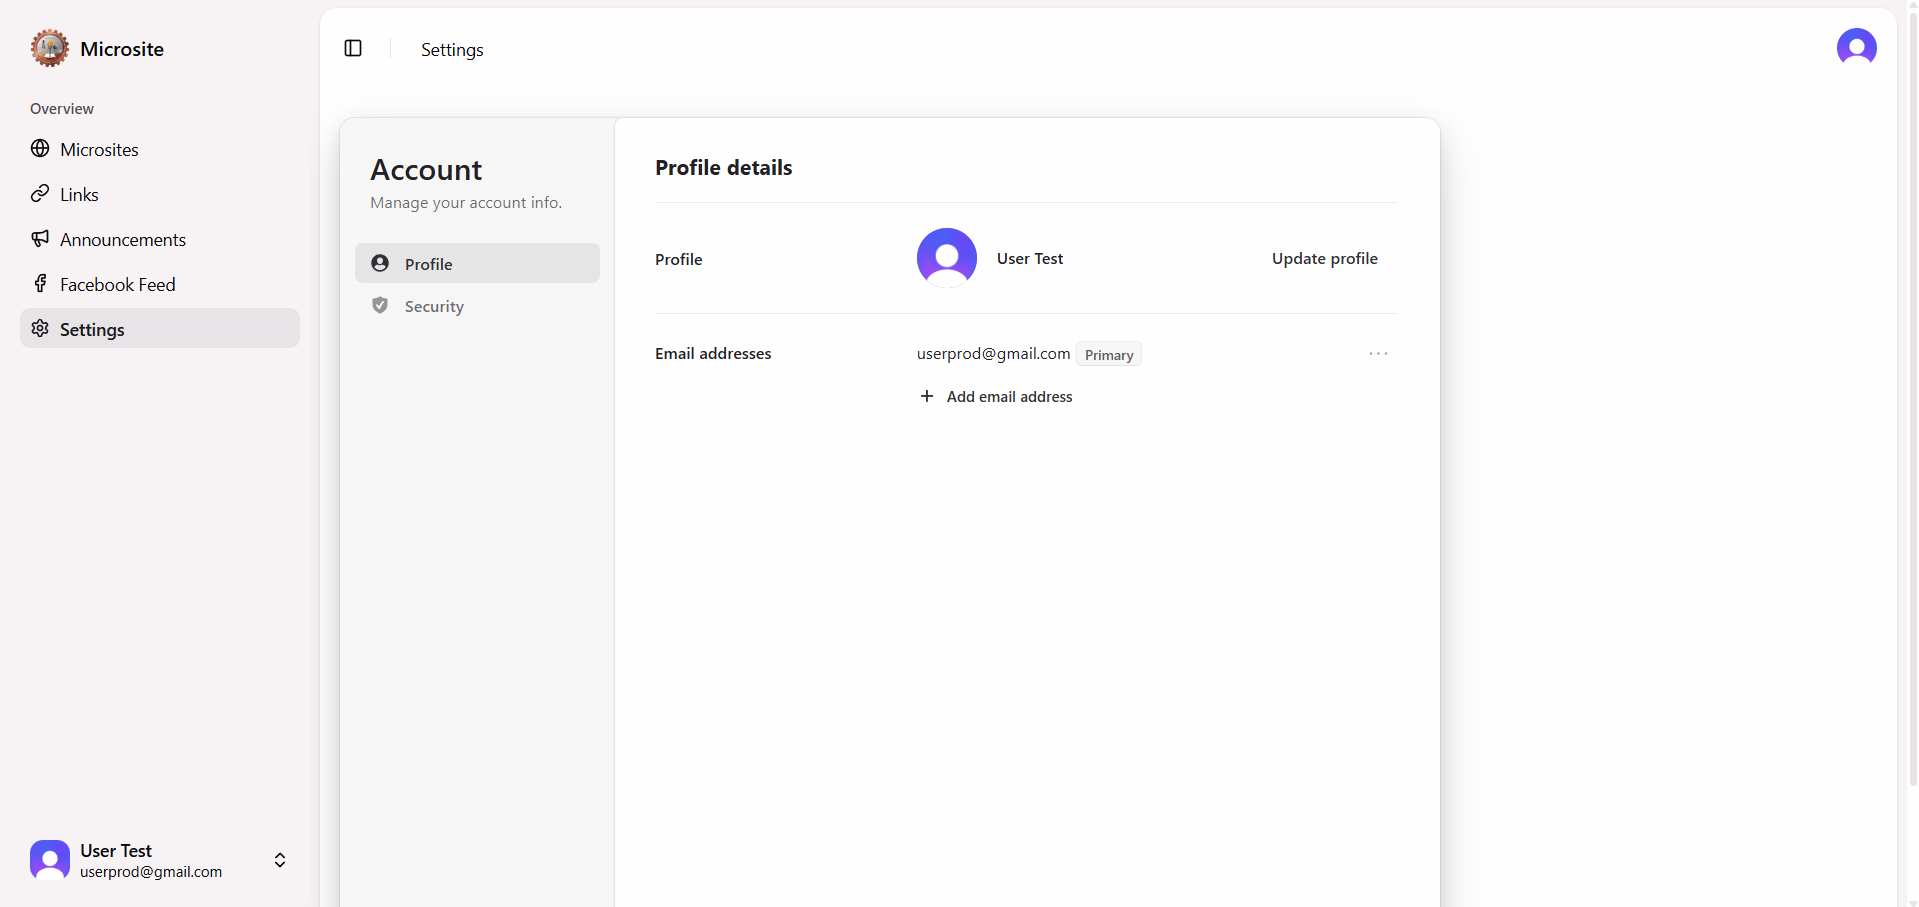 Microsite
Overview
Microsites
Links
Announcements
Facebook Feed
Settings
User Test
userprod@gmail.com
Settings
Account
Manage your account info.
Profile
Security
Profile details
Profile
User Test
Update profile
Email addresses
userprod@gmail.com Primary
Add email address